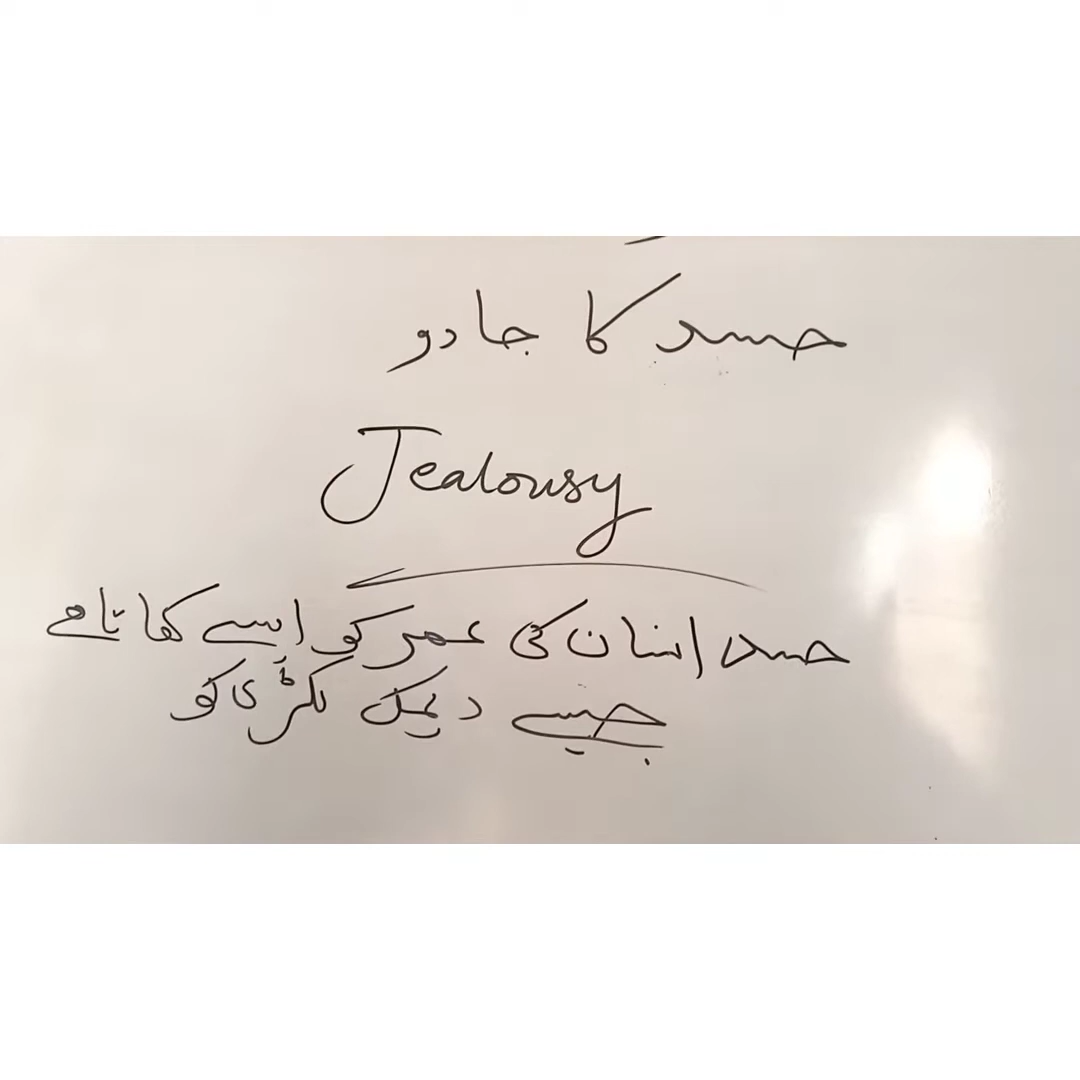 حسد کا جادو
Jealousy
حسد انسان کی عمر کو ایسے کھاتا ہے
جیسے دیمک لکڑی کو